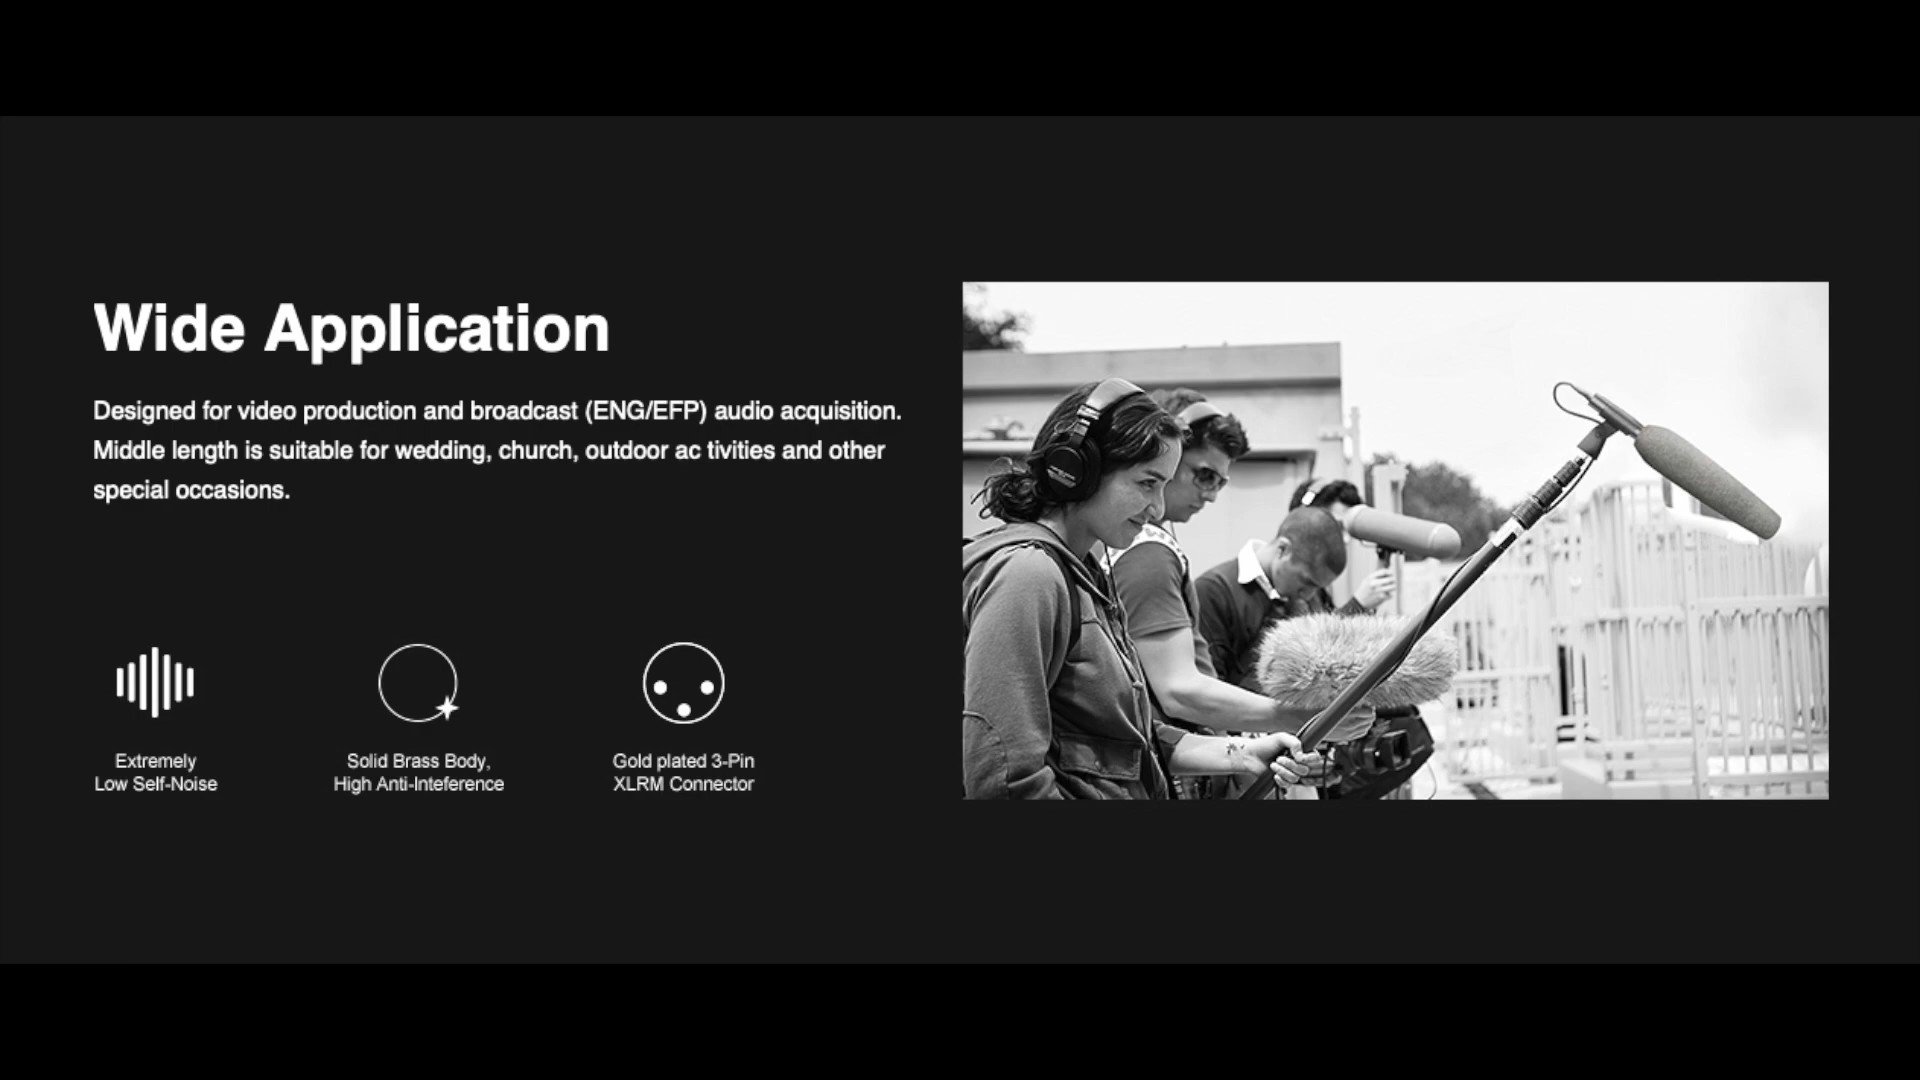 Wide Application
Designed for video production and broadcast (ENG/EFP) audio acquisition.
Middle length is suitable for wedding, church, outdoor ac tivities and other
special occasions.
Extremely
Low Self-Noise
Solid Brass Body,
High Anti-Inteference
Gold plated 3-Pin
XLRM Connector